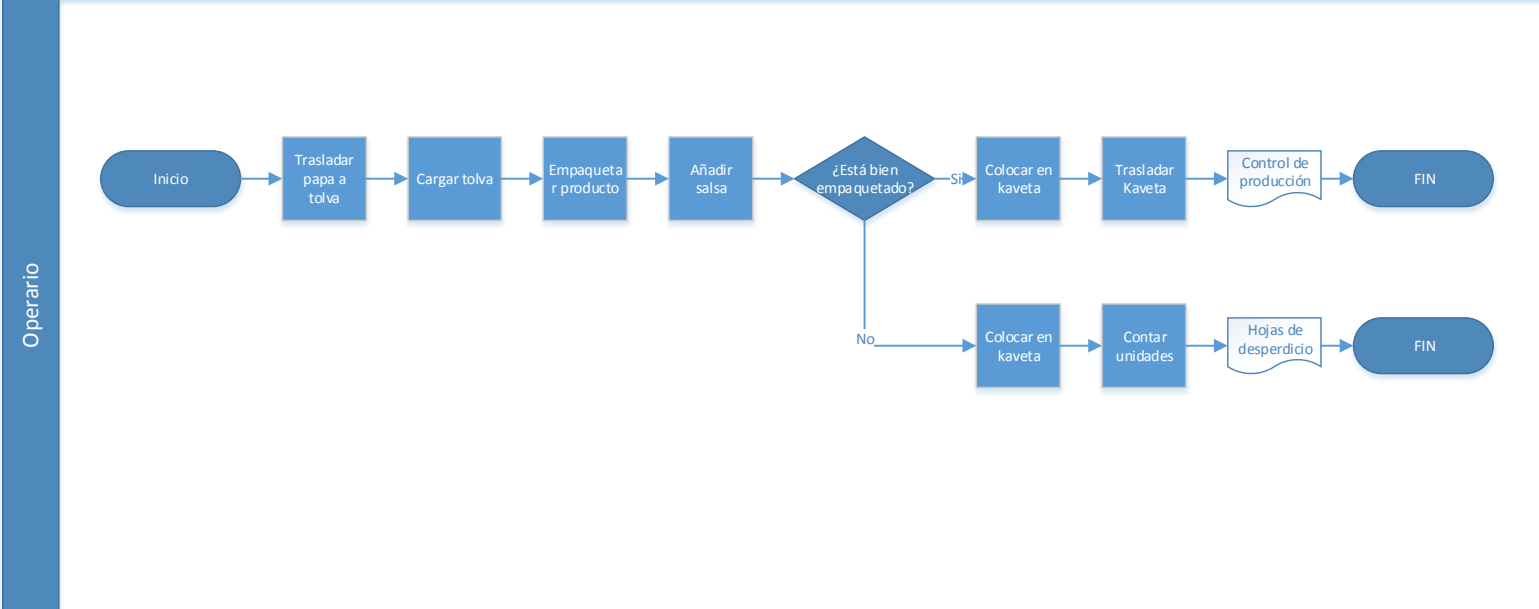 Operario
Inicio
Trasladar
papa a
tolva
Cargar tolva
Empaqueta
r producto
Añadir
salsa
¿Está bien
empaquetado?
Si
Colocar en
kaveta
Trasladar
Kaveta
Control de
producción
FIN
No
Colocar en
kaveta
Contar
unidades
Hojas de
desperdicio
FIN